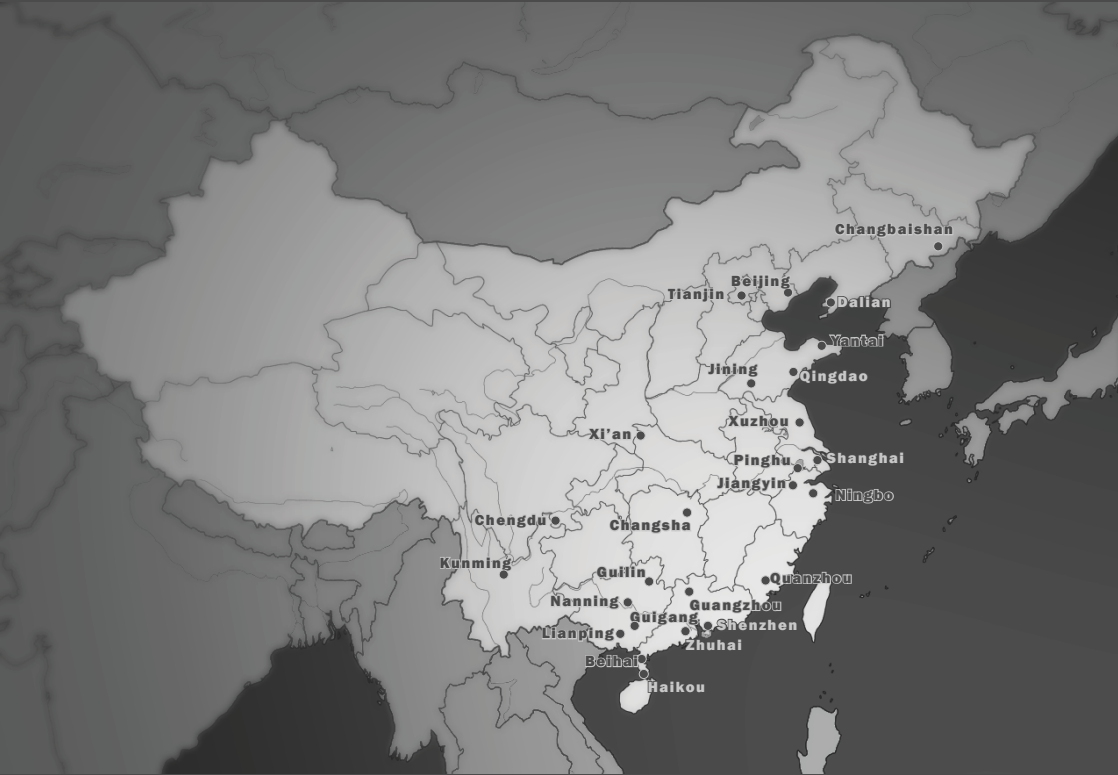 Changbaishan
Beijing
Tianjin
Dalian
Yantai
Jining
Qingdao
Xuzhou
Xi'an
Pinghu
Shanghai
Jiangyin
Ningbo
Chengdu
Changsha
Kunming
Guilin
Quanzhou
Nanning
Guangzhou
Guigang
Shenzhen
Lianping
Zhuhai
Beihai
Haikou